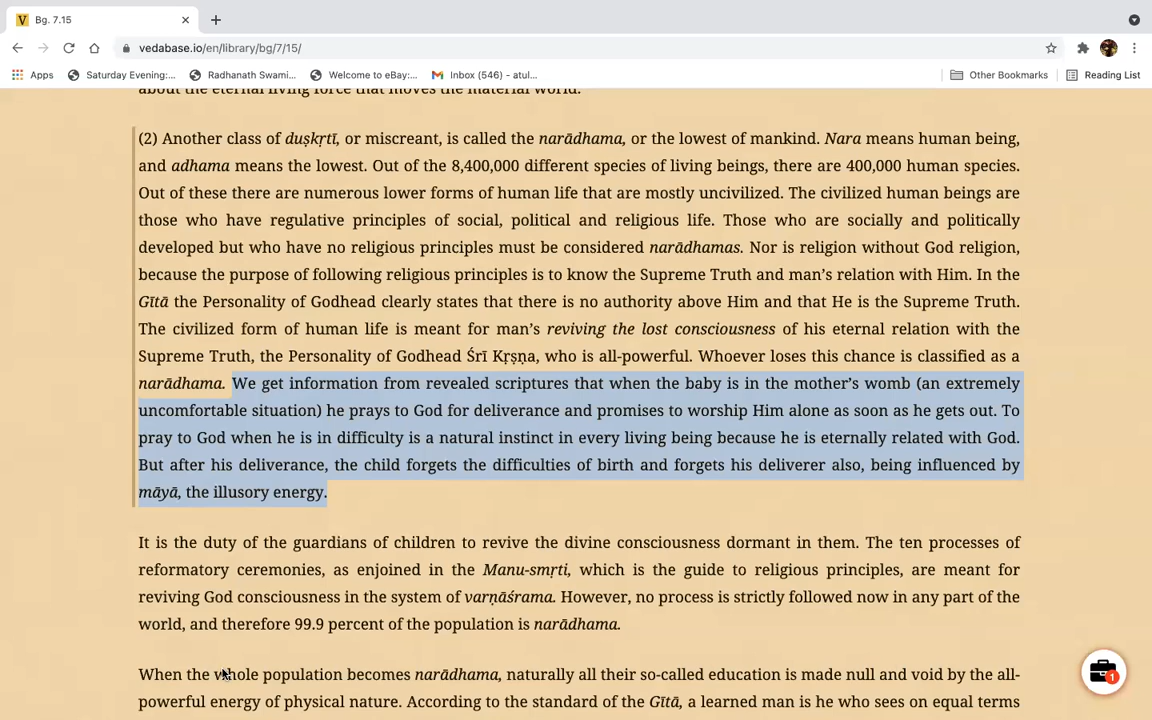 V Bg. 7.15
vedabase.io/en/library/bg/7/15/
Apps Saturday Evening:... Radhanath Swami... Welcome to eBay:... Inbox (546) - atul... Other Bookmarks Reading List
about the eternal living force that moves the material world.
(2) Another class of duṣkṛtī, or miscreant, is called the narādhama, or the lowest of mankind. Nara means human being,
and adhama means the lowest. Out of the 8,400,000 different species of living beings, there are 400,000 human species.
Out of these there are numerous lower forms of human life that are mostly uncivilized. The civilized human beings are
those who have regulative principles of social, political and religious life. Those who are socially and politically
developed but who have no religious principles must be considered narādhamas. Nor is religion without God religion,
because the purpose of following religious principles is to know the Supreme Truth and man’s relation with Him. In the
Gītā the Personality of Godhead clearly states that there is no authority above Him and that He is the Supreme Truth.
The civilized form of human life is meant for man’s reviving the lost consciousness of his eternal relation with the
Supreme Truth, the Personality of Godhead Śrī Kṛṣṇa, who is all-powerful. Whoever loses this chance is classified as a
narādhama. We get information from revealed scriptures that when the baby is in the mother’s womb (an extremely
uncomfortable situation) he prays to God for deliverance and promises to worship Him alone as soon as he gets out. To
pray to God when he is in difficulty is a natural instinct in every living being because he is eternally related with God.
But after his deliverance, the child forgets the difficulties of birth and forgets his deliverer also, being influenced by
māyā, the illusory energy.
It is the duty of the guardians of children to revive the divine consciousness dormant in them. The ten processes of
reformatory ceremonies, as enjoined in the Manu-smṛti, which is the guide to religious principles, are meant for
reviving God consciousness in the system of varṇāśrama. However, no process is strictly followed now in any part of the
world, and therefore 99.9 percent of the population is narādhama.
When the whole population becomes narādhama, naturally all their so-called education is made null and void by the all-
powerful energy of physical nature. According to the standard of the Gītā, a learned man is he who sees on equal terms
1